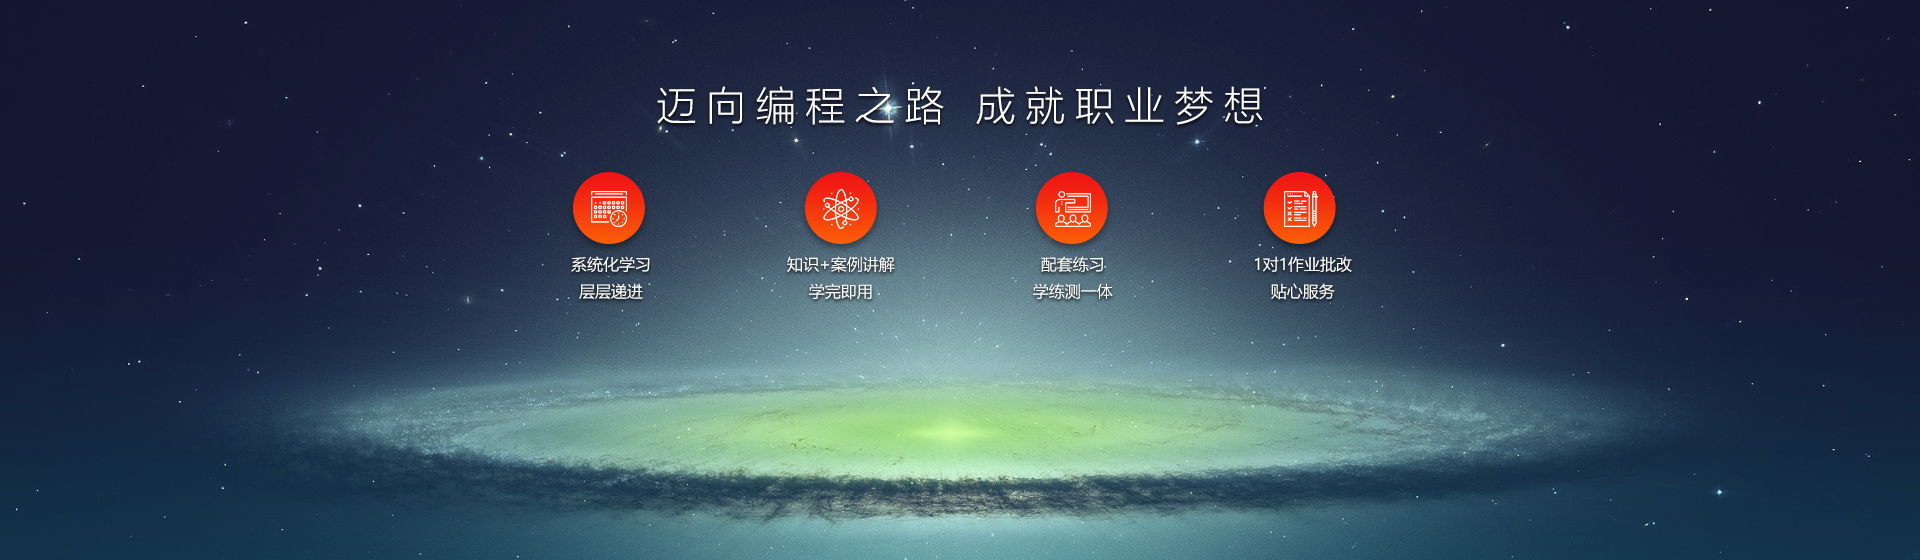 迈向编程之路 成就职业梦想
系统化学习
层层递进
知识+案例讲解
学完即用
配套练习
学练测一体
1对1作业批改
贴心服务